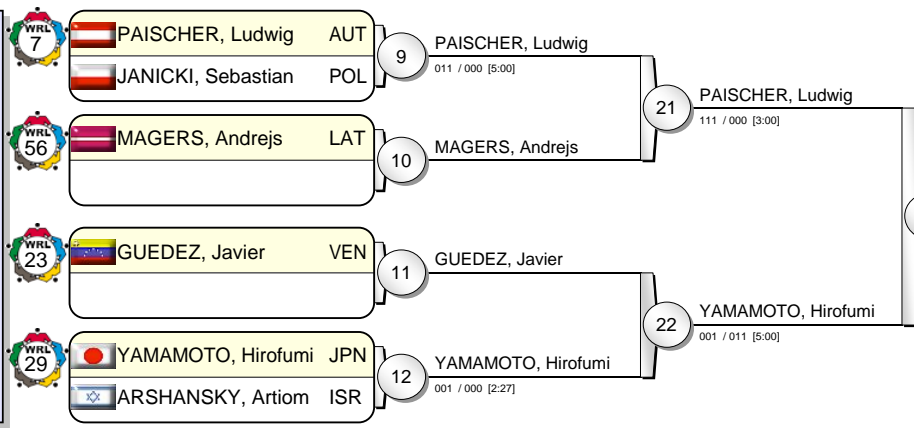 WRL
7
PAISCHER, Ludwig AUT
JANICKI, Sebastian POL
9
PAISCHER, Ludwig
011 / 000 [5:00]
21
PAISCHER, Ludwig
111 / 000 [3:00]
WRL
56
MAGERS, Andrejs LAT
10
MAGERS, Andrejs
WRL
23
GUEDEZ, Javier VEN
11
GUEDEZ, Javier
22
YAMAMOTO, Hirofumi
001 / 011 [5:00]
WRL
29
YAMAMOTO, Hirofumi JPN
ARSHANSKY, Artiom ISR
12
YAMAMOTO, Hirofumi
001 / 000 [2:27]